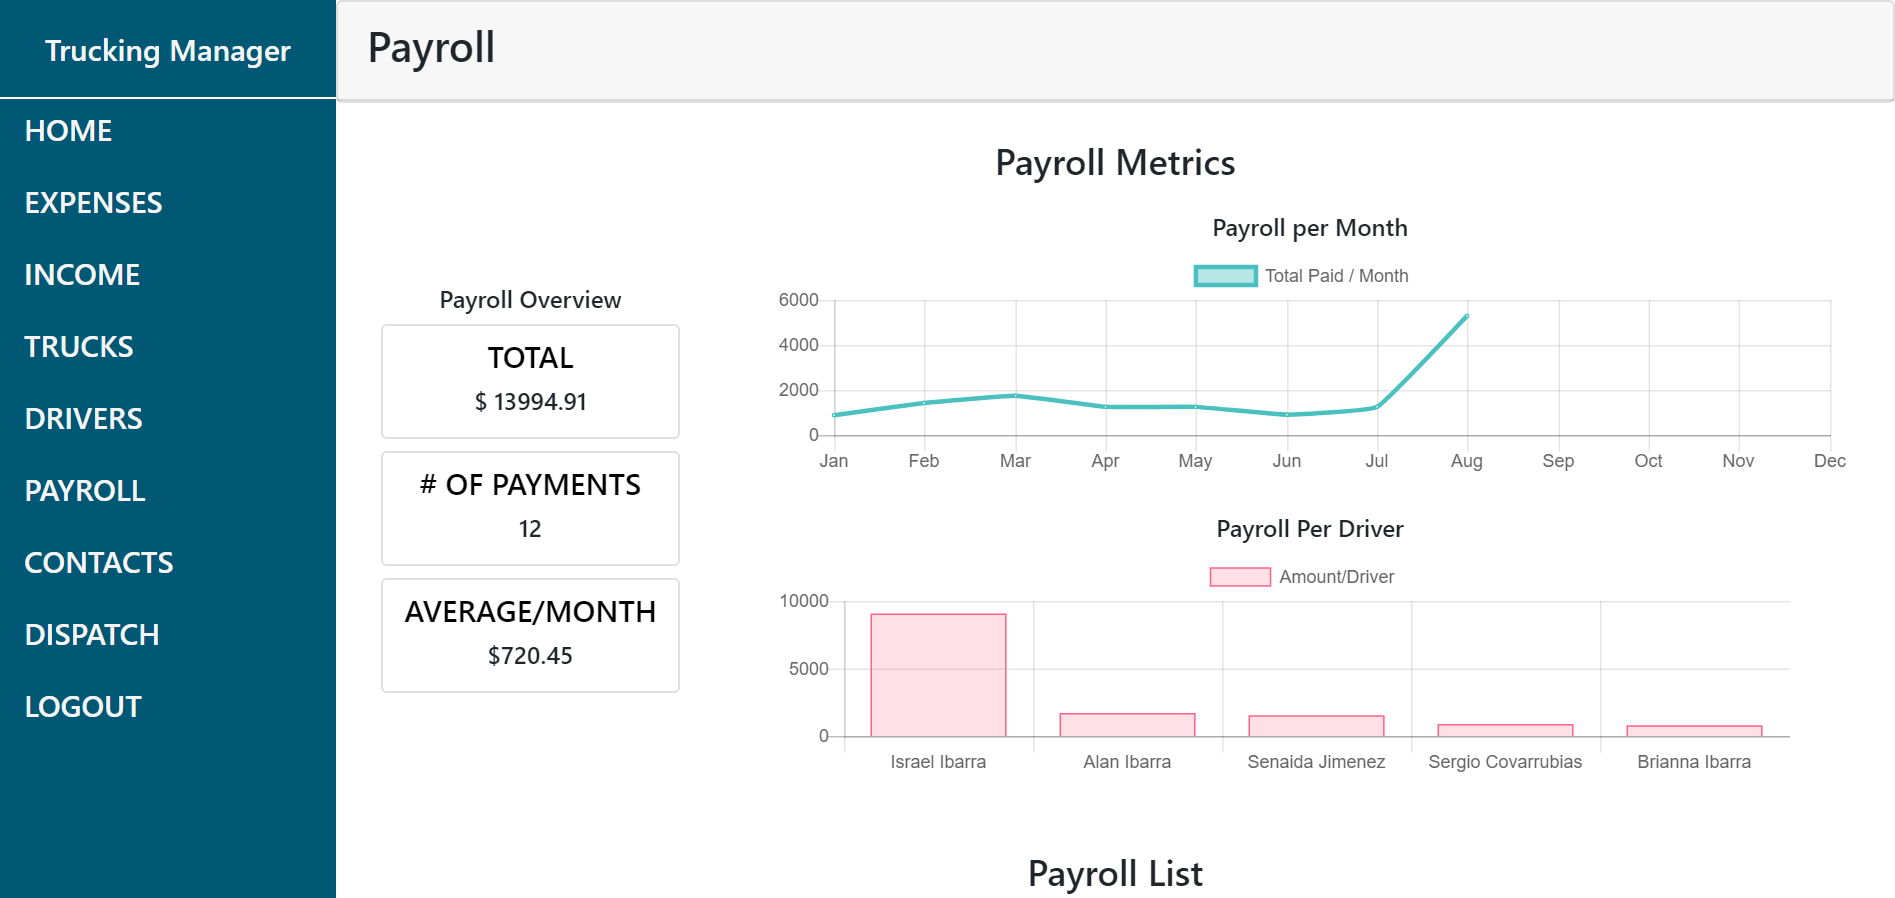 Trucking Manager
HOME
EXPENSES
INCOME
TRUCKS
DRIVERS
PAYROLL
CONTACTS
DISPATCH
LOGOUT
Payroll
Payroll Metrics
Payroll Overview
TOTAL
$ 13994.91
# OF PAYMENTS
12
AVERAGE/MONTH
$720.45
Payroll per Month
Total Paid / Month
6000
4000
2000
0
Jan Feb Mar Apr May Jun Jul Aug Sep Oct Nov Dec
Payroll Per Driver
Amount/Driver
10000
5000
0
Israel Ibarra Alan Ibarra Senaida Jimenez Sergio Covarrubias Brianna Ibarra
Payroll List